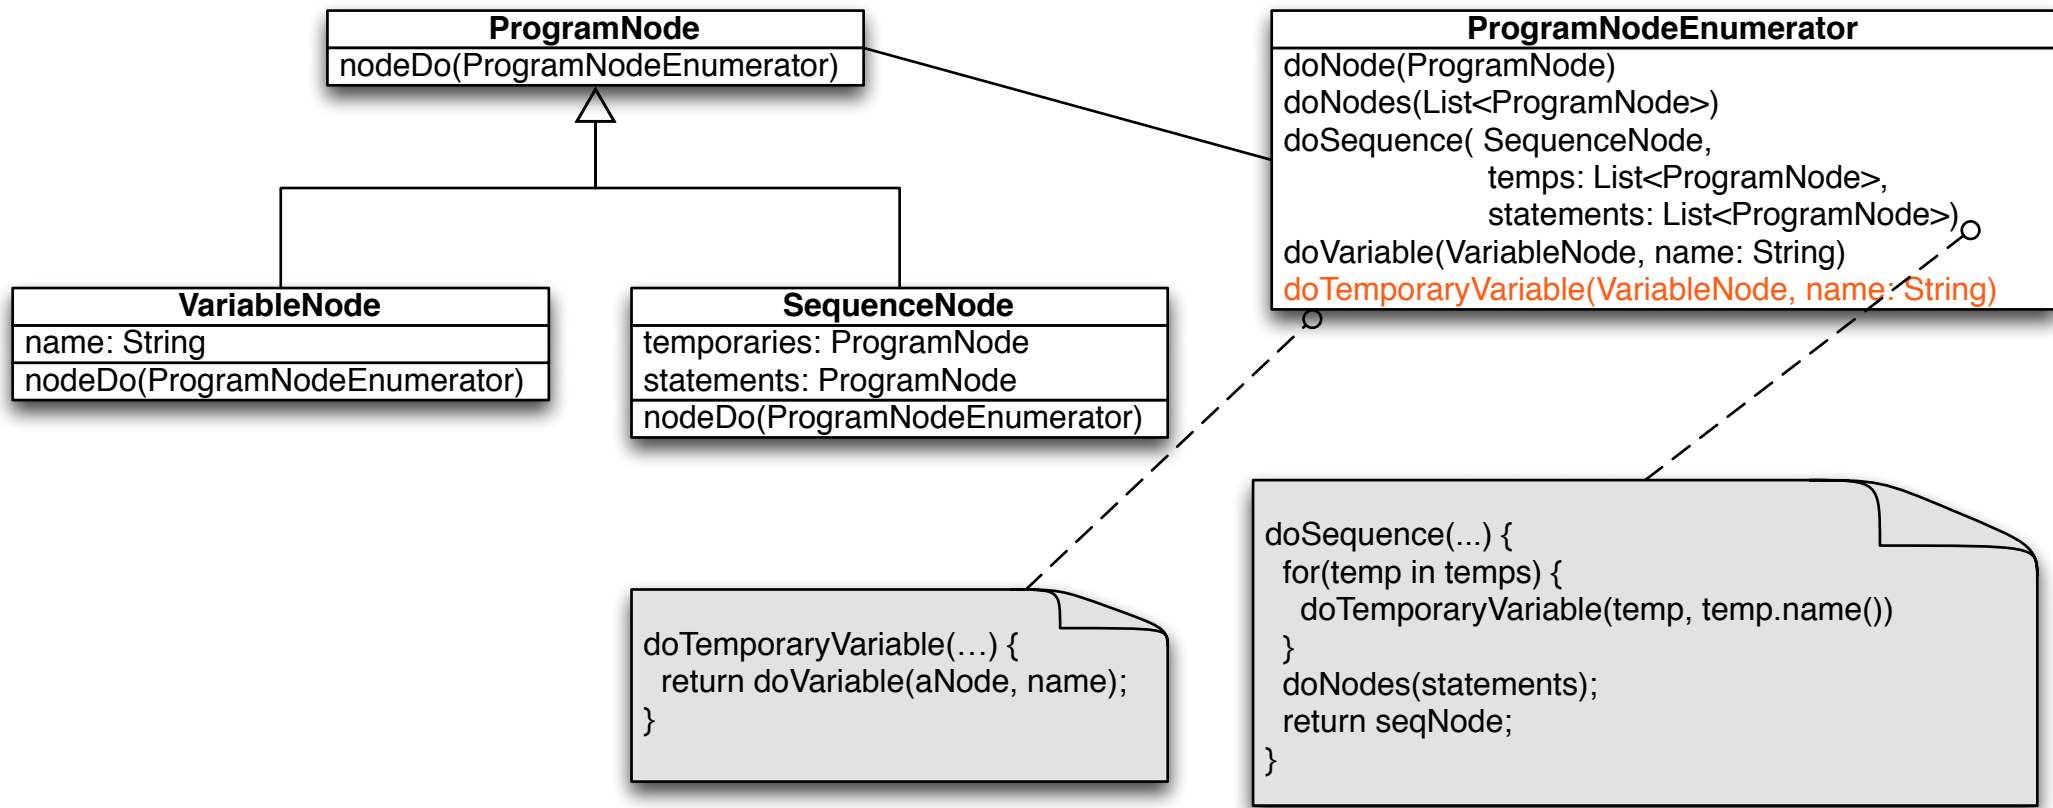 ProgramNode
nodeDo(ProgramNodeEnumerator)
ProgramNodeEnumerator
doNode(ProgramNode)
doNodes(List<ProgramNode>)
doSequence( SequenceNode,
temps: List<ProgramNode>,
statements: List<ProgramNode>)
doVariable(VariableNode, name: String)
doTemporaryVariable(VariableNode, name: String)
VariableNode
name: String
nodeDo(ProgramNodeEnumerator)
SequenceNode
temporaries: ProgramNode
statements: ProgramNode
nodeDo(ProgramNodeEnumerator)
doTemporaryVariable(…) {
return doVariable(aNode, name);
}
doSequence(...) {
for(temp in temps) {
doTemporaryVariable(temp, temp.name())
}
doNodes(statements);
return seqNode;
}